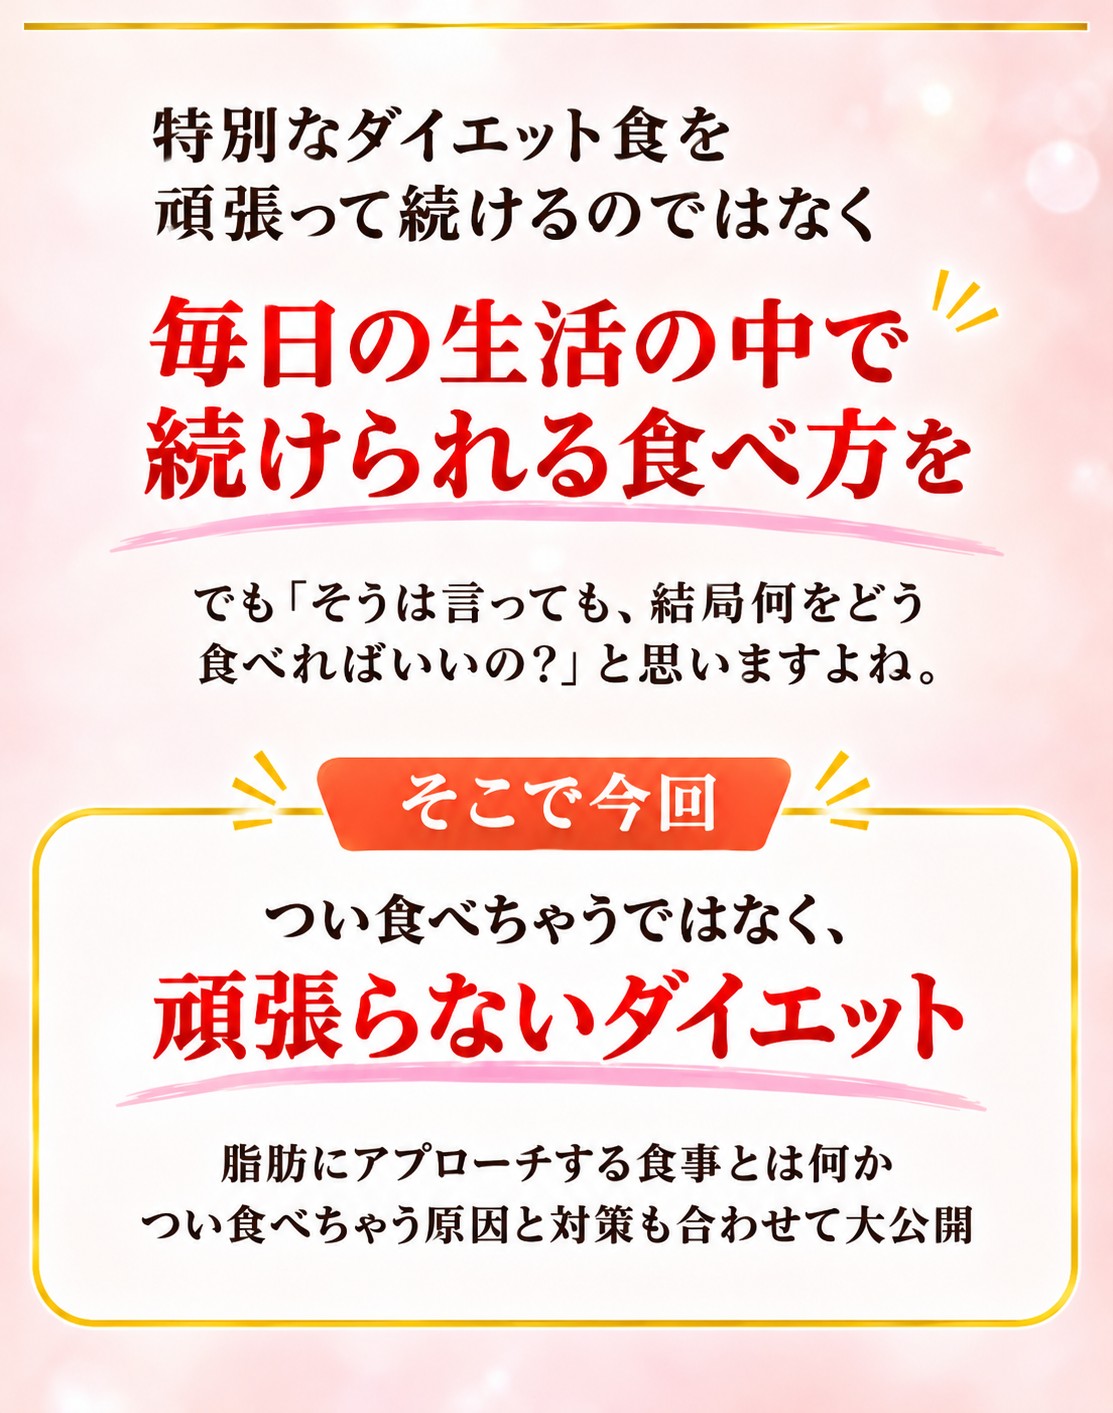 特別なダイエット食を
頑張って続けるのではなく
毎日の生活の中で
続けられる食べ方を
でも「そうは言っても、結局何をどう
食べればいいの?」と思いますよね。
そこで今回
つい食べちゃうではなく、
頑張らないダイエット
脂肪にアプローチする食事とは何か
つい食べちゃう原因と対策も合わせて大公開